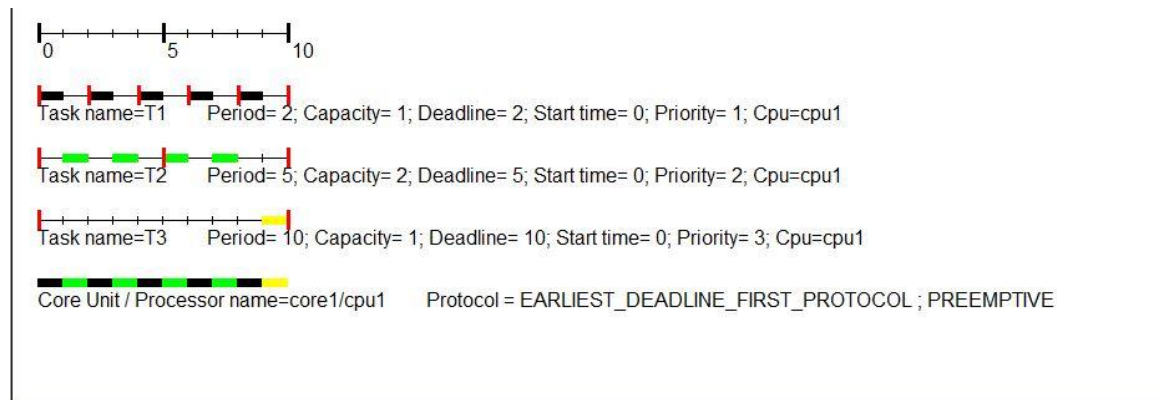 0 5 10
Task name=T1 Period= 2; Capacity= 1; Deadline= 2; Start time= 0; Priority= 1; Cpu=cpu1
Task name=T2 Period= 5; Capacity= 2; Deadline= 5; Start time= 0; Priority= 2; Cpu=cpu1
Task name=T3 Period= 10; Capacity= 1; Deadline= 10; Start time= 0; Priority= 3; Cpu=cpu1
Core Unit / Processor name=core1/cpu1 Protocol = EARLIEST_DEADLINE_FIRST_PROTOCOL ; PREEMPTIVE